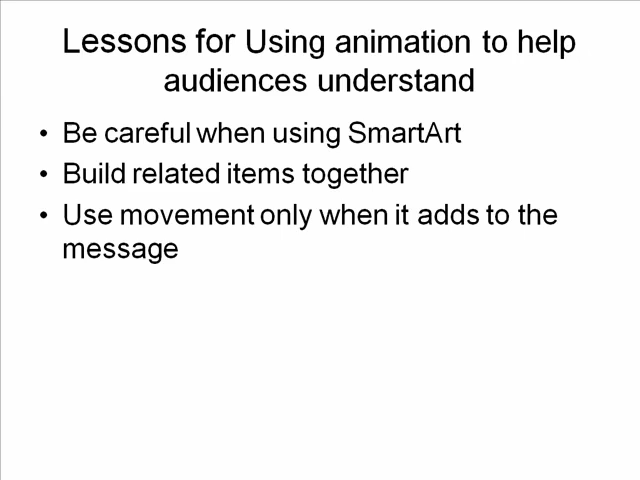 Lessons for Using animation to help
audiences understand
• Be careful when using SmartArt
• Build related items together
• Use movement only when it adds to the
message